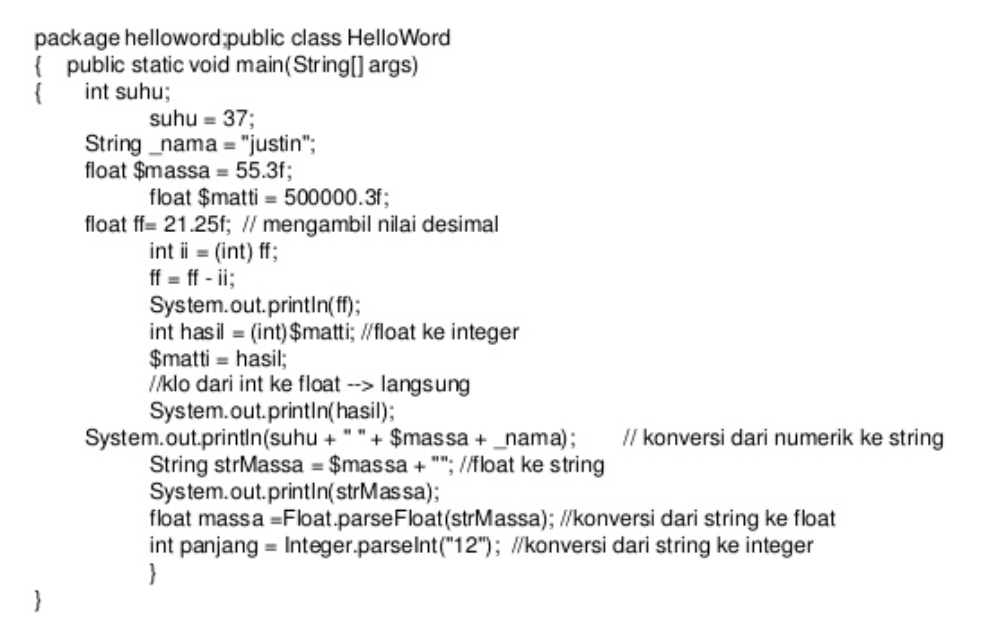 package helloword;public class HelloWord
{ public static void main(String[] args)
{ int suhu;
suhu = 37;
String _nama = "justin";
float $massa = 55.3f;
float $matti = 500000.3f;
float ff= 21.25f; // mengambil nilai desimal
int ii = (int) ff;
ff = ff - ii;
System.out.println(ff);
int hasil = (int)$matti; //float ke integer
$matti = hasil;
//klo dari int ke float --> langsung
System.out.println(hasil);
System.out.println(suhu + " " + $massa + _nama); // konversi dari numerik ke string
String strMassa = $massa + ""; //float ke string
System.out.println(strMassa);
float massa =Float.parseFloat(strMassa); //konversi dari string ke float
int panjang = Integer.parseInt("12"); //konversi dari string ke integer
}
}